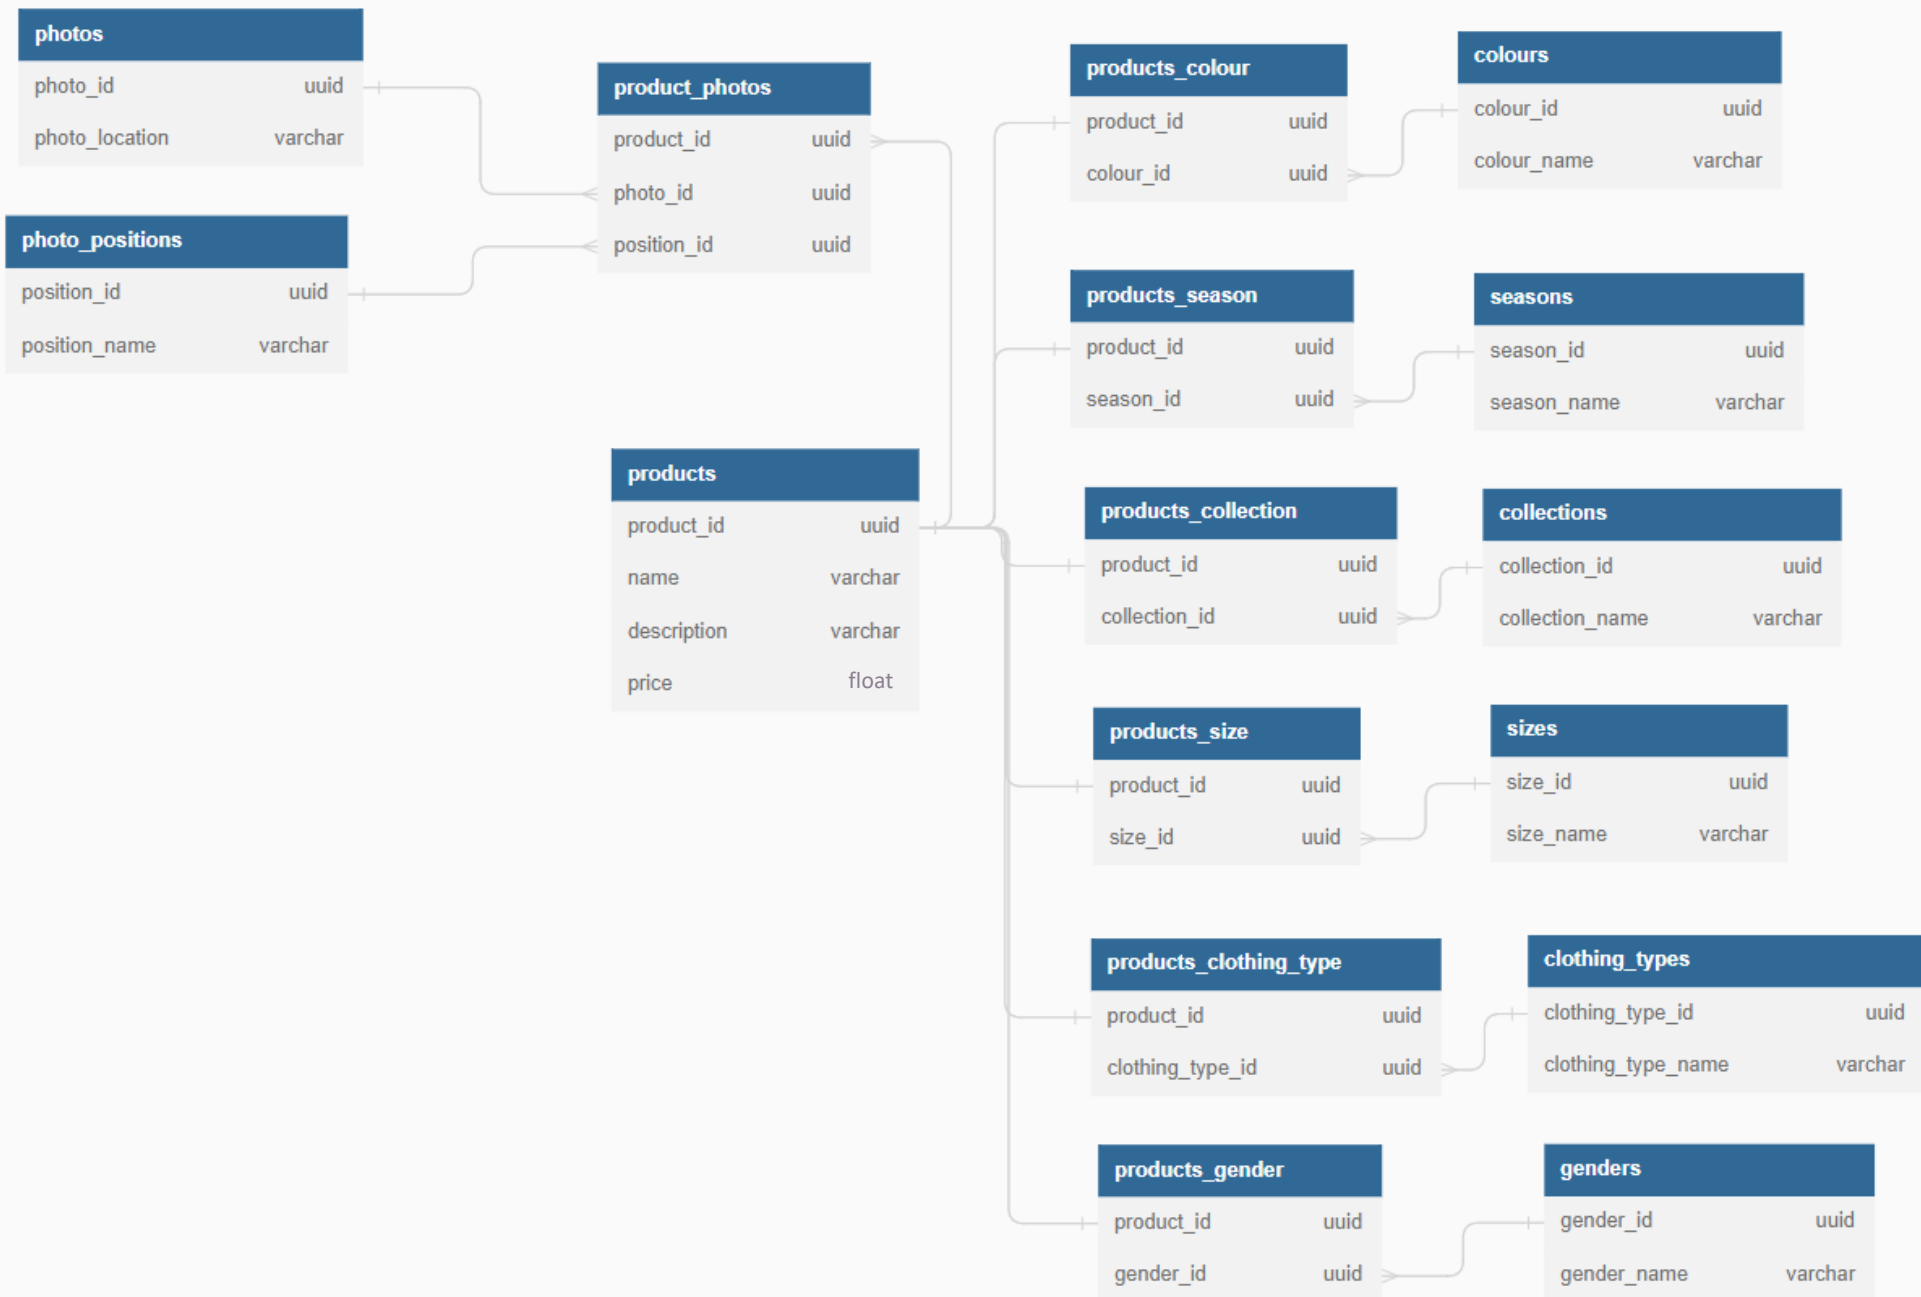 photos
photo_id uuid
photo_location varchar
photo_positions
position_id uuid
position_name varchar
product_photos
product_id uuid
photo_id uuid
position_id uuid
products
product_id uuid
name varchar
description varchar
price float
products_colour
product_id uuid
colour_id uuid
colours
colour_id uuid
colour_name varchar
products_season
product_id uuid
season_id uuid
seasons
season_id uuid
season_name varchar
products_collection
product_id uuid
collection_id uuid
collections
collection_id uuid
collection_name varchar
products_size
product_id uuid
size_id uuid
sizes
size_id uuid
size_name varchar
products_clothing_type
product_id uuid
clothing_type_id uuid
clothing_types
clothing_type_id uuid
clothing_type_name varchar
products_gender
product_id uuid
gender_id uuid
genders
gender_id uuid
gender_name varchar